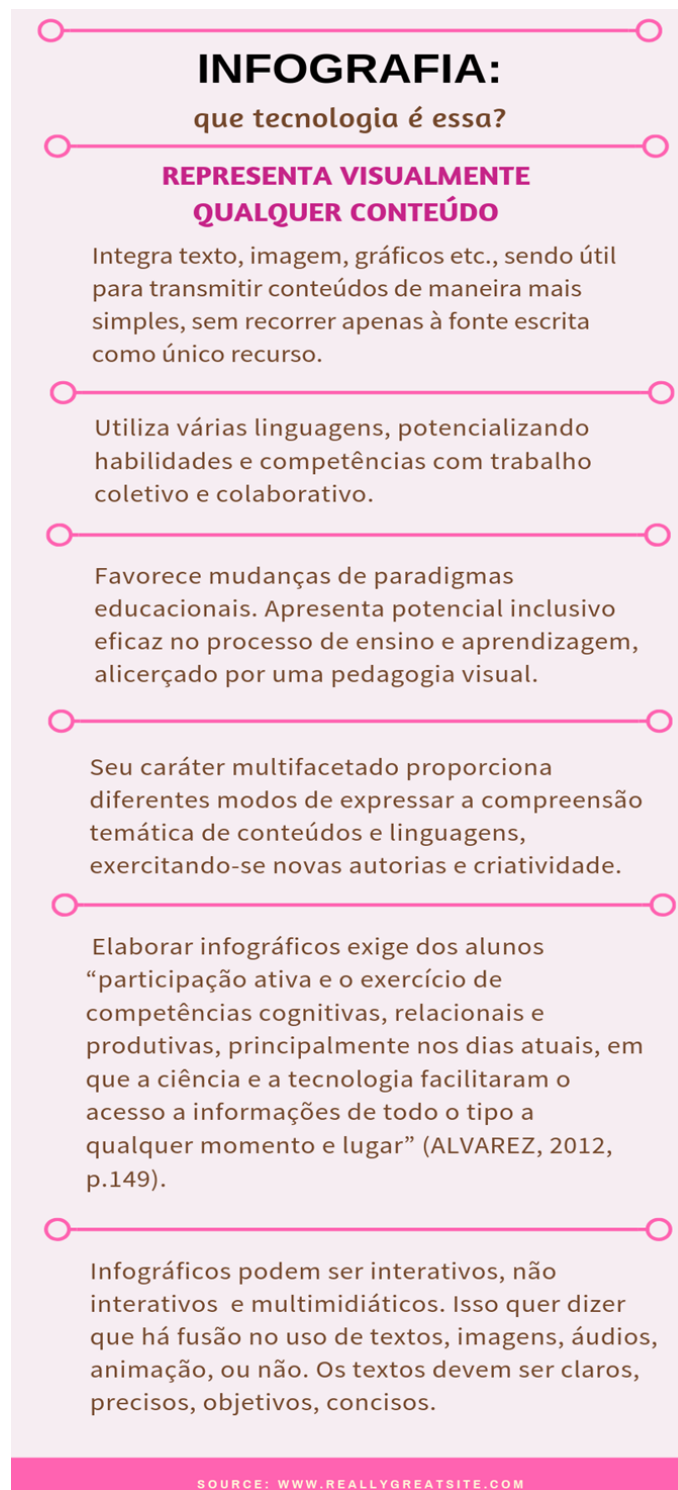 INFOGRAFIA:
que tecnologia é essa?
REPRESENTA VISUALMENTE
QUALQUER CONTEÚDO
Integra texto, imagem, gráficos etc., sendo útil
para transmitir conteúdos de maneira mais
simples, sem recorrer apenas à fonte escrita
como único recurso.
Utiliza várias linguagens, potencializando
habilidades e competências com trabalho
coletivo e colaborativo.
Favorece mudanças de paradigmas
educacionais. Apresenta potencial inclusivo
eficaz no processo de ensino e aprendizagem,
alicerçado por uma pedagogia visual.
Seu caráter multifacetado proporciona
diferentes modos de expressar a compreensão
temática de conteúdos e linguagens,
exercitando-se novas autorias e criatividade.
Elaborar infográficos exige dos alunos
“participação ativa e o exercício de
competências cognitivas, relacionais e
produtivas, principalmente nos dias atuais, em
que a ciência e a tecnologia facilitaram o
acesso a informações de todo o tipo a
qualquer momento e lugar” (ALVAREZ, 2012,
p.149).
Infográficos podem ser interativos, não
interativos e multimidiáticos. Isso quer dizer
que há fusão no uso de textos, imagens, áudios,
animação, ou não. Os textos devem ser claros,
precisos, objetivos, concisos.
SOURCE: WWW.REALLYGREATSITE.COM